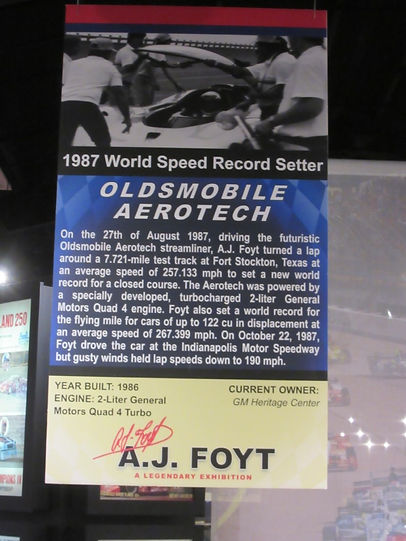 1987 World Speed Record Setter
OLDSMOBILE
AEROTECH
On the 27th of August 1987, driving the futuristic
Oldsmobile Aerotech streamliner, A.J. Foyt turned a lap
around a 7.721-mile test track at Fort Stockton, Texas at
an average speed of 257.133 mph to set a new world
record for a closed course. The Aerotech was powered by
a specially developed, turbocharged 2-liter General
Motors Quad 4 engine. Foyt also set a world record for
the flying mile for cars of up to 122 cu in displacement at
an average speed of 267.399 mph. On October 22, 1987,
Foyt drove the car at the Indianapolis Motor Speedway
but gusty winds held lap speeds down to 190 mph.
YEAR BUILT: 1986
ENGINE: 2-Liter General
Motors Quad 4 Turbo
CURRENT OWNER:
GM Heritage Center
A.J. Foyt
A.J. FOYT
A LEGENDARY EXHIBITION
AND 250